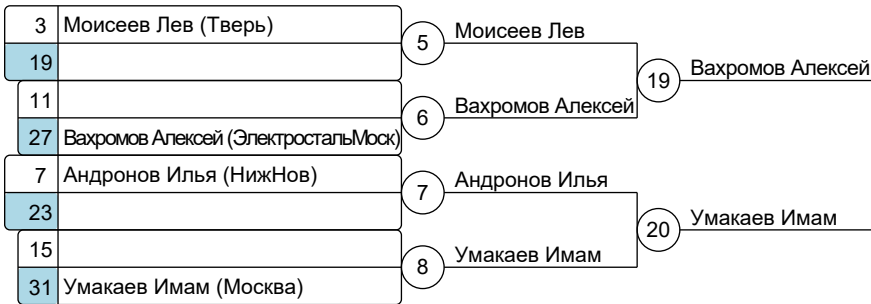 3 Моисеев Лев (Тверь)
19
11
27 Вахромов Алексей (ЭлектростальМоск)
7 Андронов Илья (НижНов)
23
15
31 Умакаев Имам (Москва)
5 Моисеев Лев
6 Вахромов Алексей
7 Андронов Илья
8 Умакаев Имам
19 Вахромов Алексей
20 Умакаев Имам